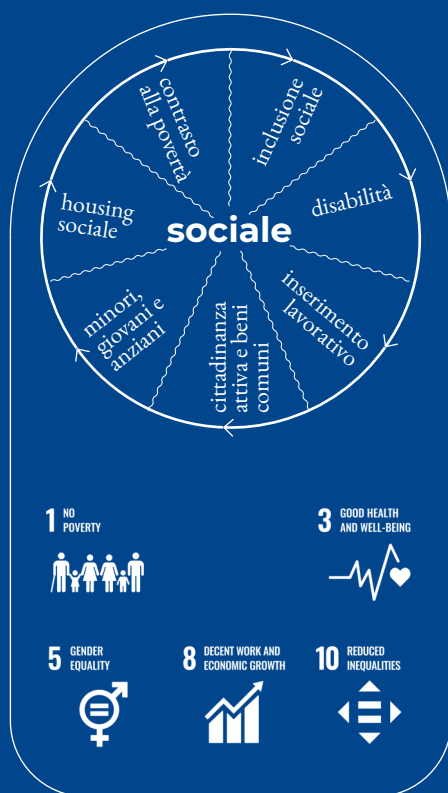 contrasto
alla povertà
inclusione
sociale
disabilità
inserimento
lavorativo
cittadinanza
attiva e beni
comuni
minori,
giovani e
anziani
housing
sociale
sociale
1 NO
POVERTY
3 GOOD HEALTH
AND WELL-BEING
5 GENDER
EQUALITY
8 DECENT WORK AND
ECONOMIC GROWTH
10 REDUCED
INEQUALITIES